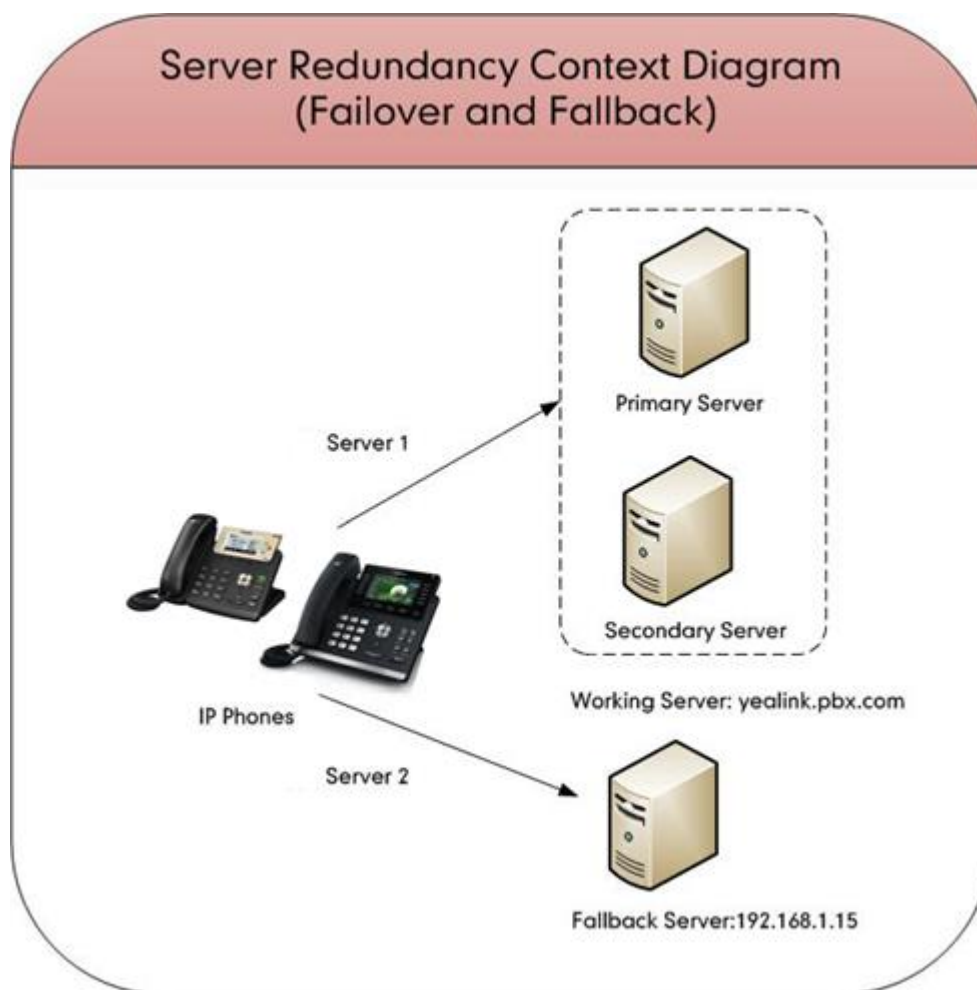 Server Redundancy Context Diagram
(Failover and Fallback)
Primary Server
Server 1
Secondary Server
IP Phones
Working Server: yealink.pbx.com
Server 2
Fallback Server:192.168.1.15